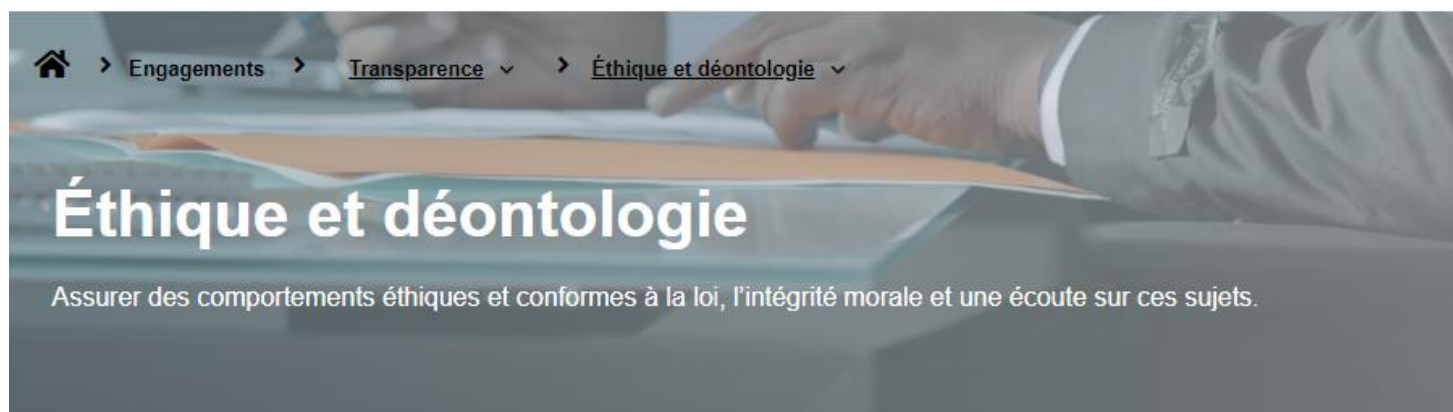 Engagements Transparence Éthique et déontologie
Éthique et déontologie
Assurer des comportements éthiques et conformes à la loi, l’intégrité morale et une écoute sur ces sujets.